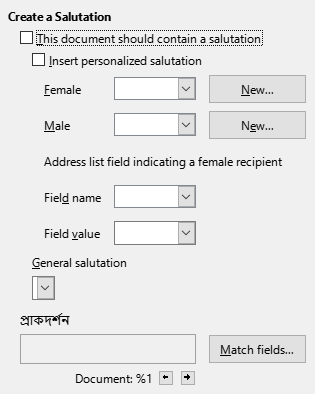 Create a Salutation
This document should contain a salutation
Insert personalized salutation
Female
New...
Male
New...
Address list field indicating a female recipient
Field name
Field value
General salutation
প্রাকদর্শন
Match fields...
Document: %1